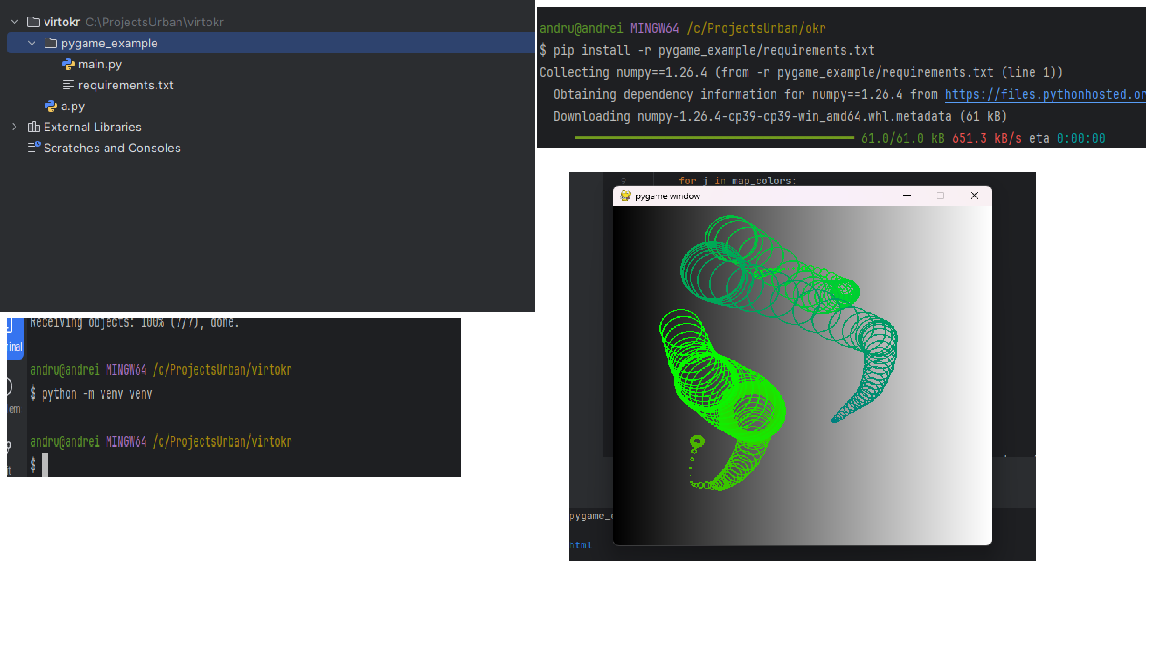 virtokr C:\ProjectsUrban\virtokr
pygame_example
main.py
requirements.txt
a.py
External Libraries
Scratches and Consoles
andru@andrei MINGW64 /c/ProjectsUrban/okr
$ pip install -r pygame_example/requirements.txt
Collecting numpy==1.26.4 (from -r pygame_example/requirements.txt (line 1))
Obtaining dependency information for numpy==1.26.4 from https://files.pythonhosted.or
Downloading numpy-1.26.4-cp39-cp39-win_amd64.whl.metadata (61 kB)
61.0/61.0 kB 651.3 kB/s eta 0:00:00
for j in map_colors:
pygame window
pygame_e
html
Receiving objects: 100% (7/7), done.
andru@andrei MINGW64 /c/ProjectsUrban/virtokr
$ python -m venv venv
andru@andrei MINGW64 /c/ProjectsUrban/virtokr
$